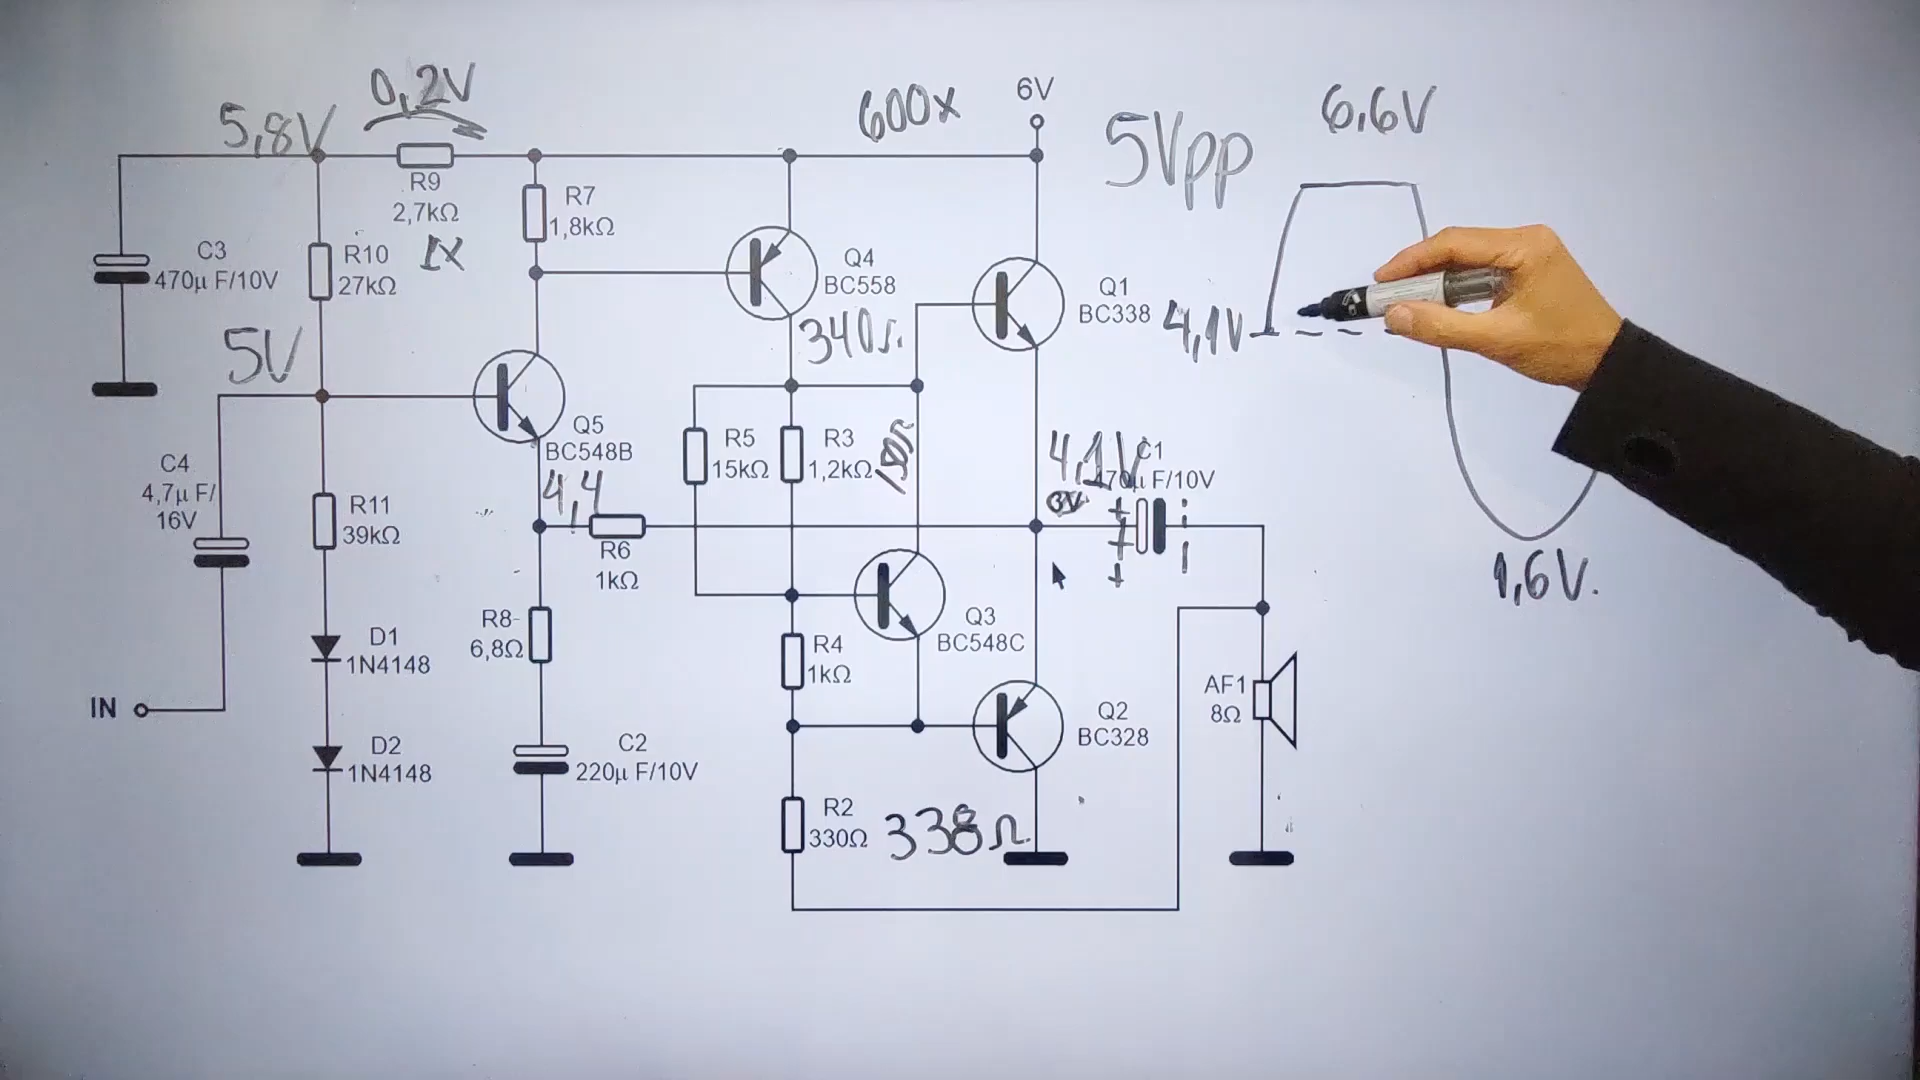 0,2V
5,8V
600x
6V
5Vpp
6,6V
R9
2,7kΩ
1x
R7
1,8kΩ
C3
470μ F/10V
R10
27kΩ
Q4
BC558
Q1
BC338
4,1V
340Ω
5V
Q5
BC548B
R5
15kΩ
R3
1,2kΩ
150Ω
4,1V
C1
470μ F/10V
3V
C4
4,7μ F/
16V
R11
39kΩ
4,4
R6
1kΩ
1,6V.
R8
6,8Ω
Q3
BC548C
D1
1N4148
R4
1kΩ
AF1
8Ω
IN
Q2
BC328
D2
1N4148
C2
220μ F/10V
R2
330Ω
338Ω